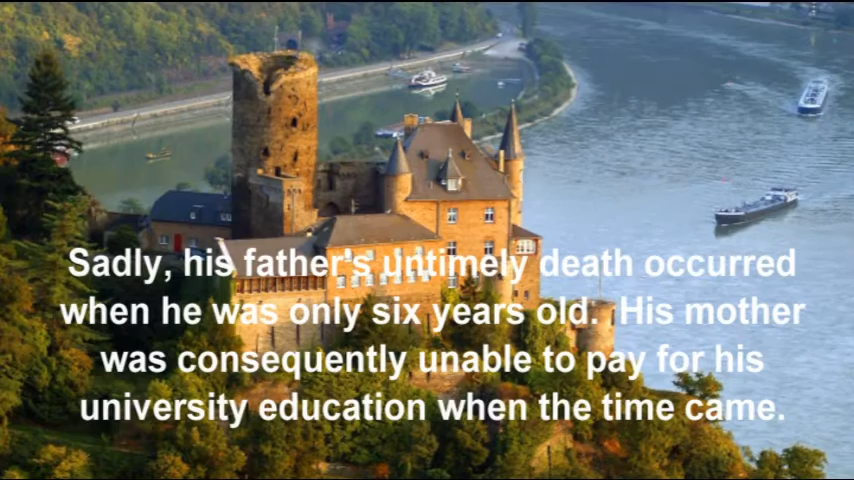 Sadly, his father's untimely death occurred
when he was only six years old.  His mother
was consequently unable to pay for his
university education when the time came.